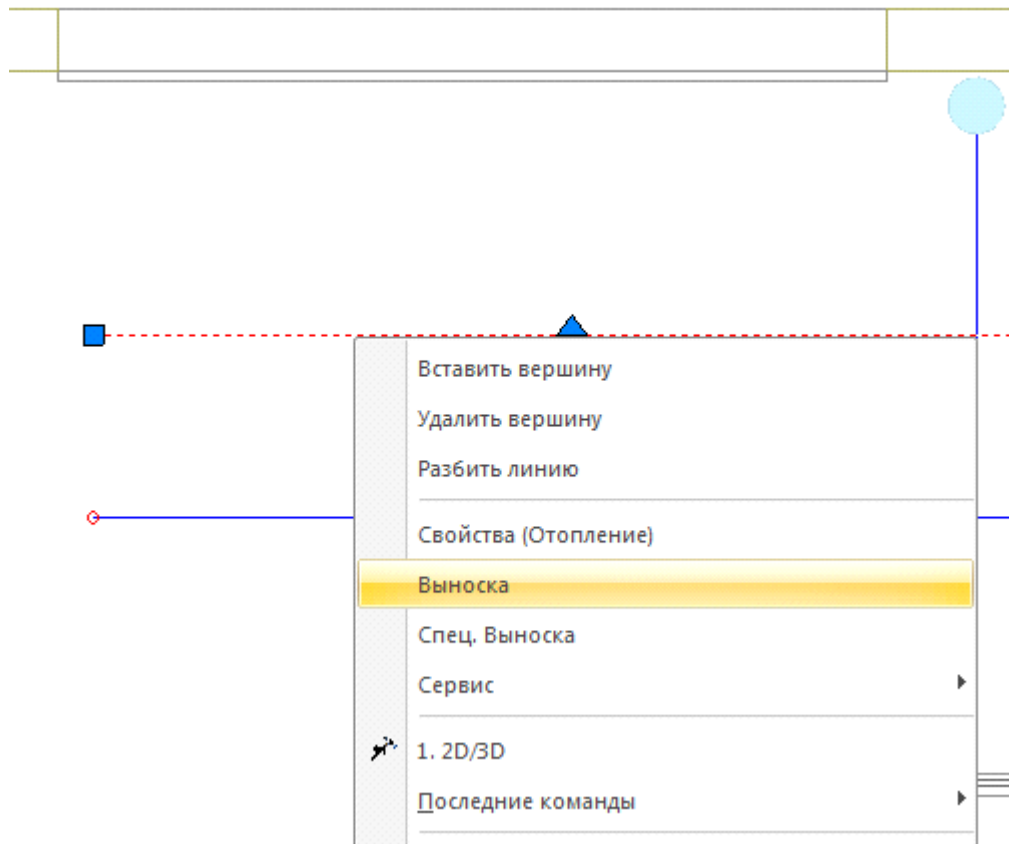 Вставить вершину
Удалить вершину
Разбить линию
Свойства (Отопление)
Выноска
Спец. Выноска
Сервис
1. 2D/3D
Последние команды